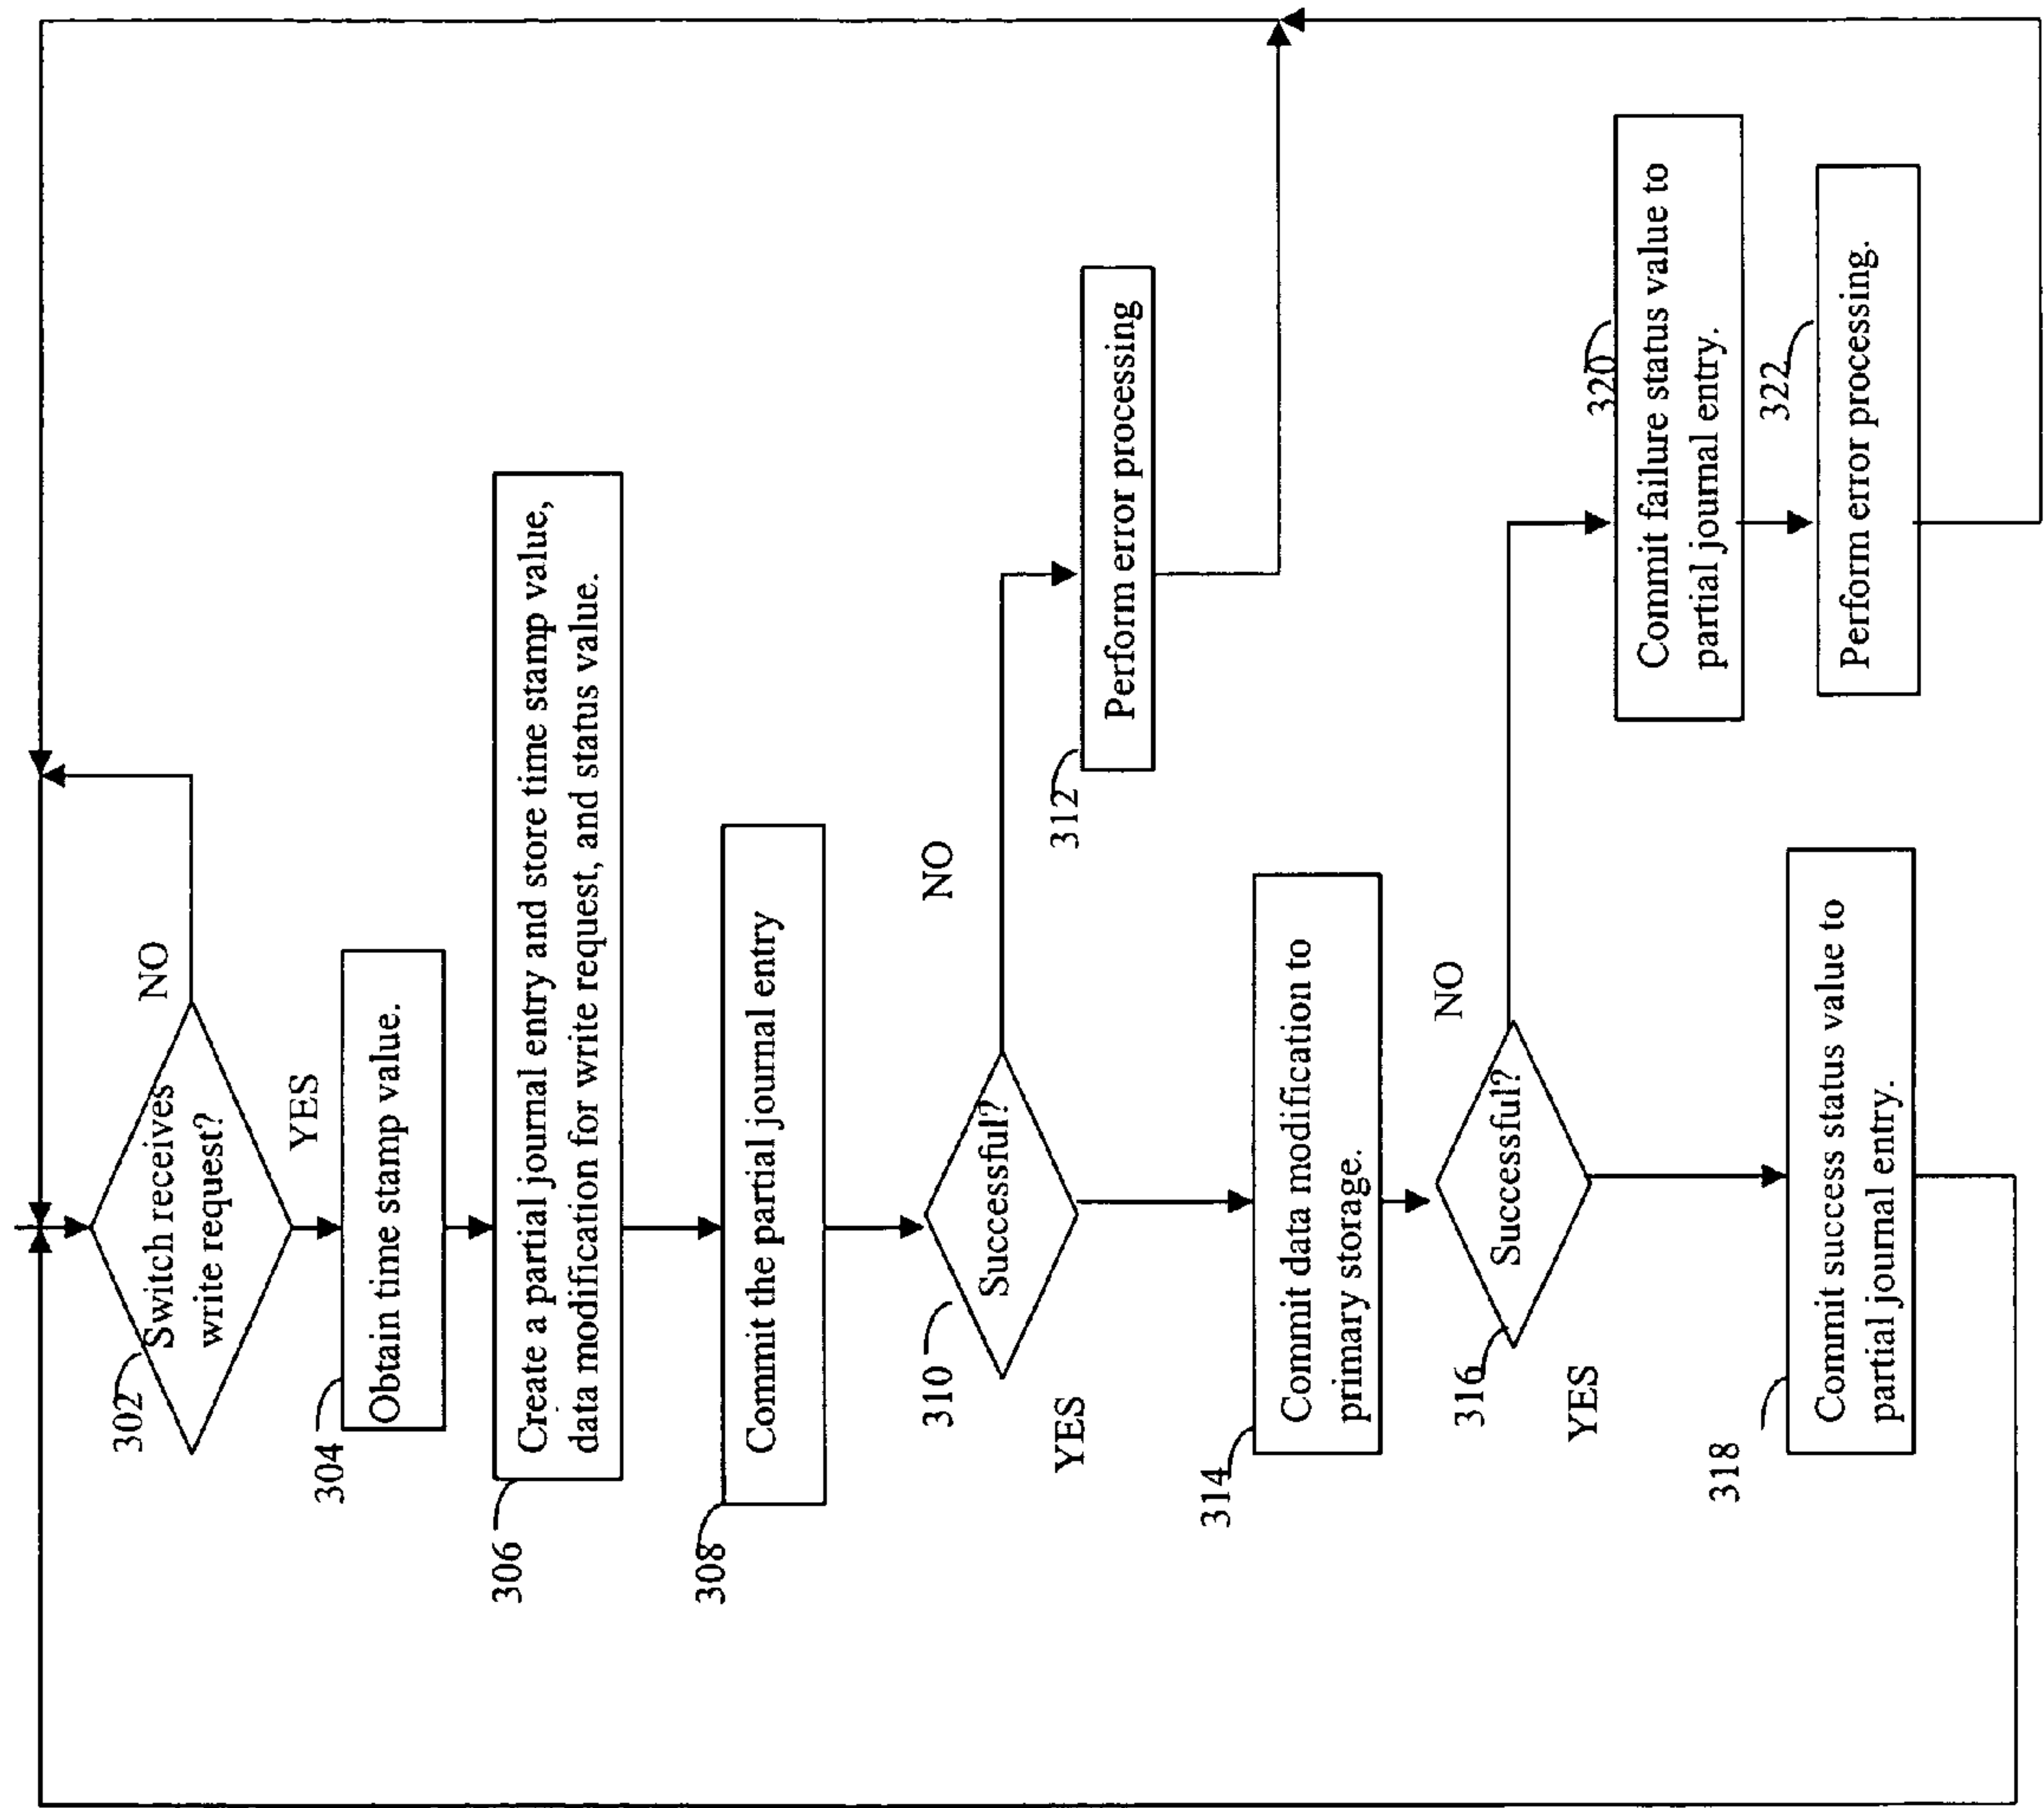 302
Switch receives
write request?
NO
YES
304
Obtain time stamp value.
306
Create a partial journal entry and store time stamp value,
data modification for write request, and status value.
308
Commit the partial journal entry
310
Successful?
NO
YES
312
Perform error processing
314
Commit data modification to
primary storage.
316
Successful?
NO
YES
320
Commit failure status value to
partial journal entry.
322
Perform error processing.
318
Commit success status value to
partial journal entry.